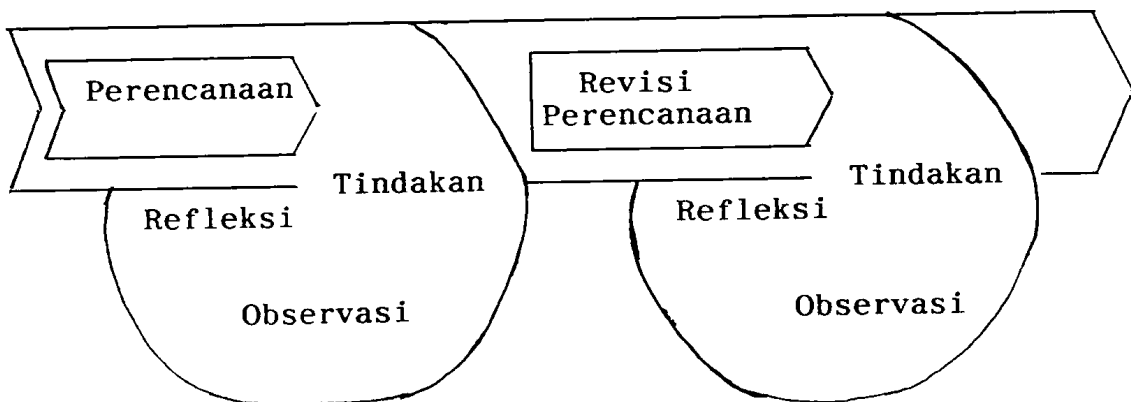 Perencanaan
Tindakan
Observasi
Refleksi
Revisi
Perencanaan
Tindakan
Observasi
Refleksi